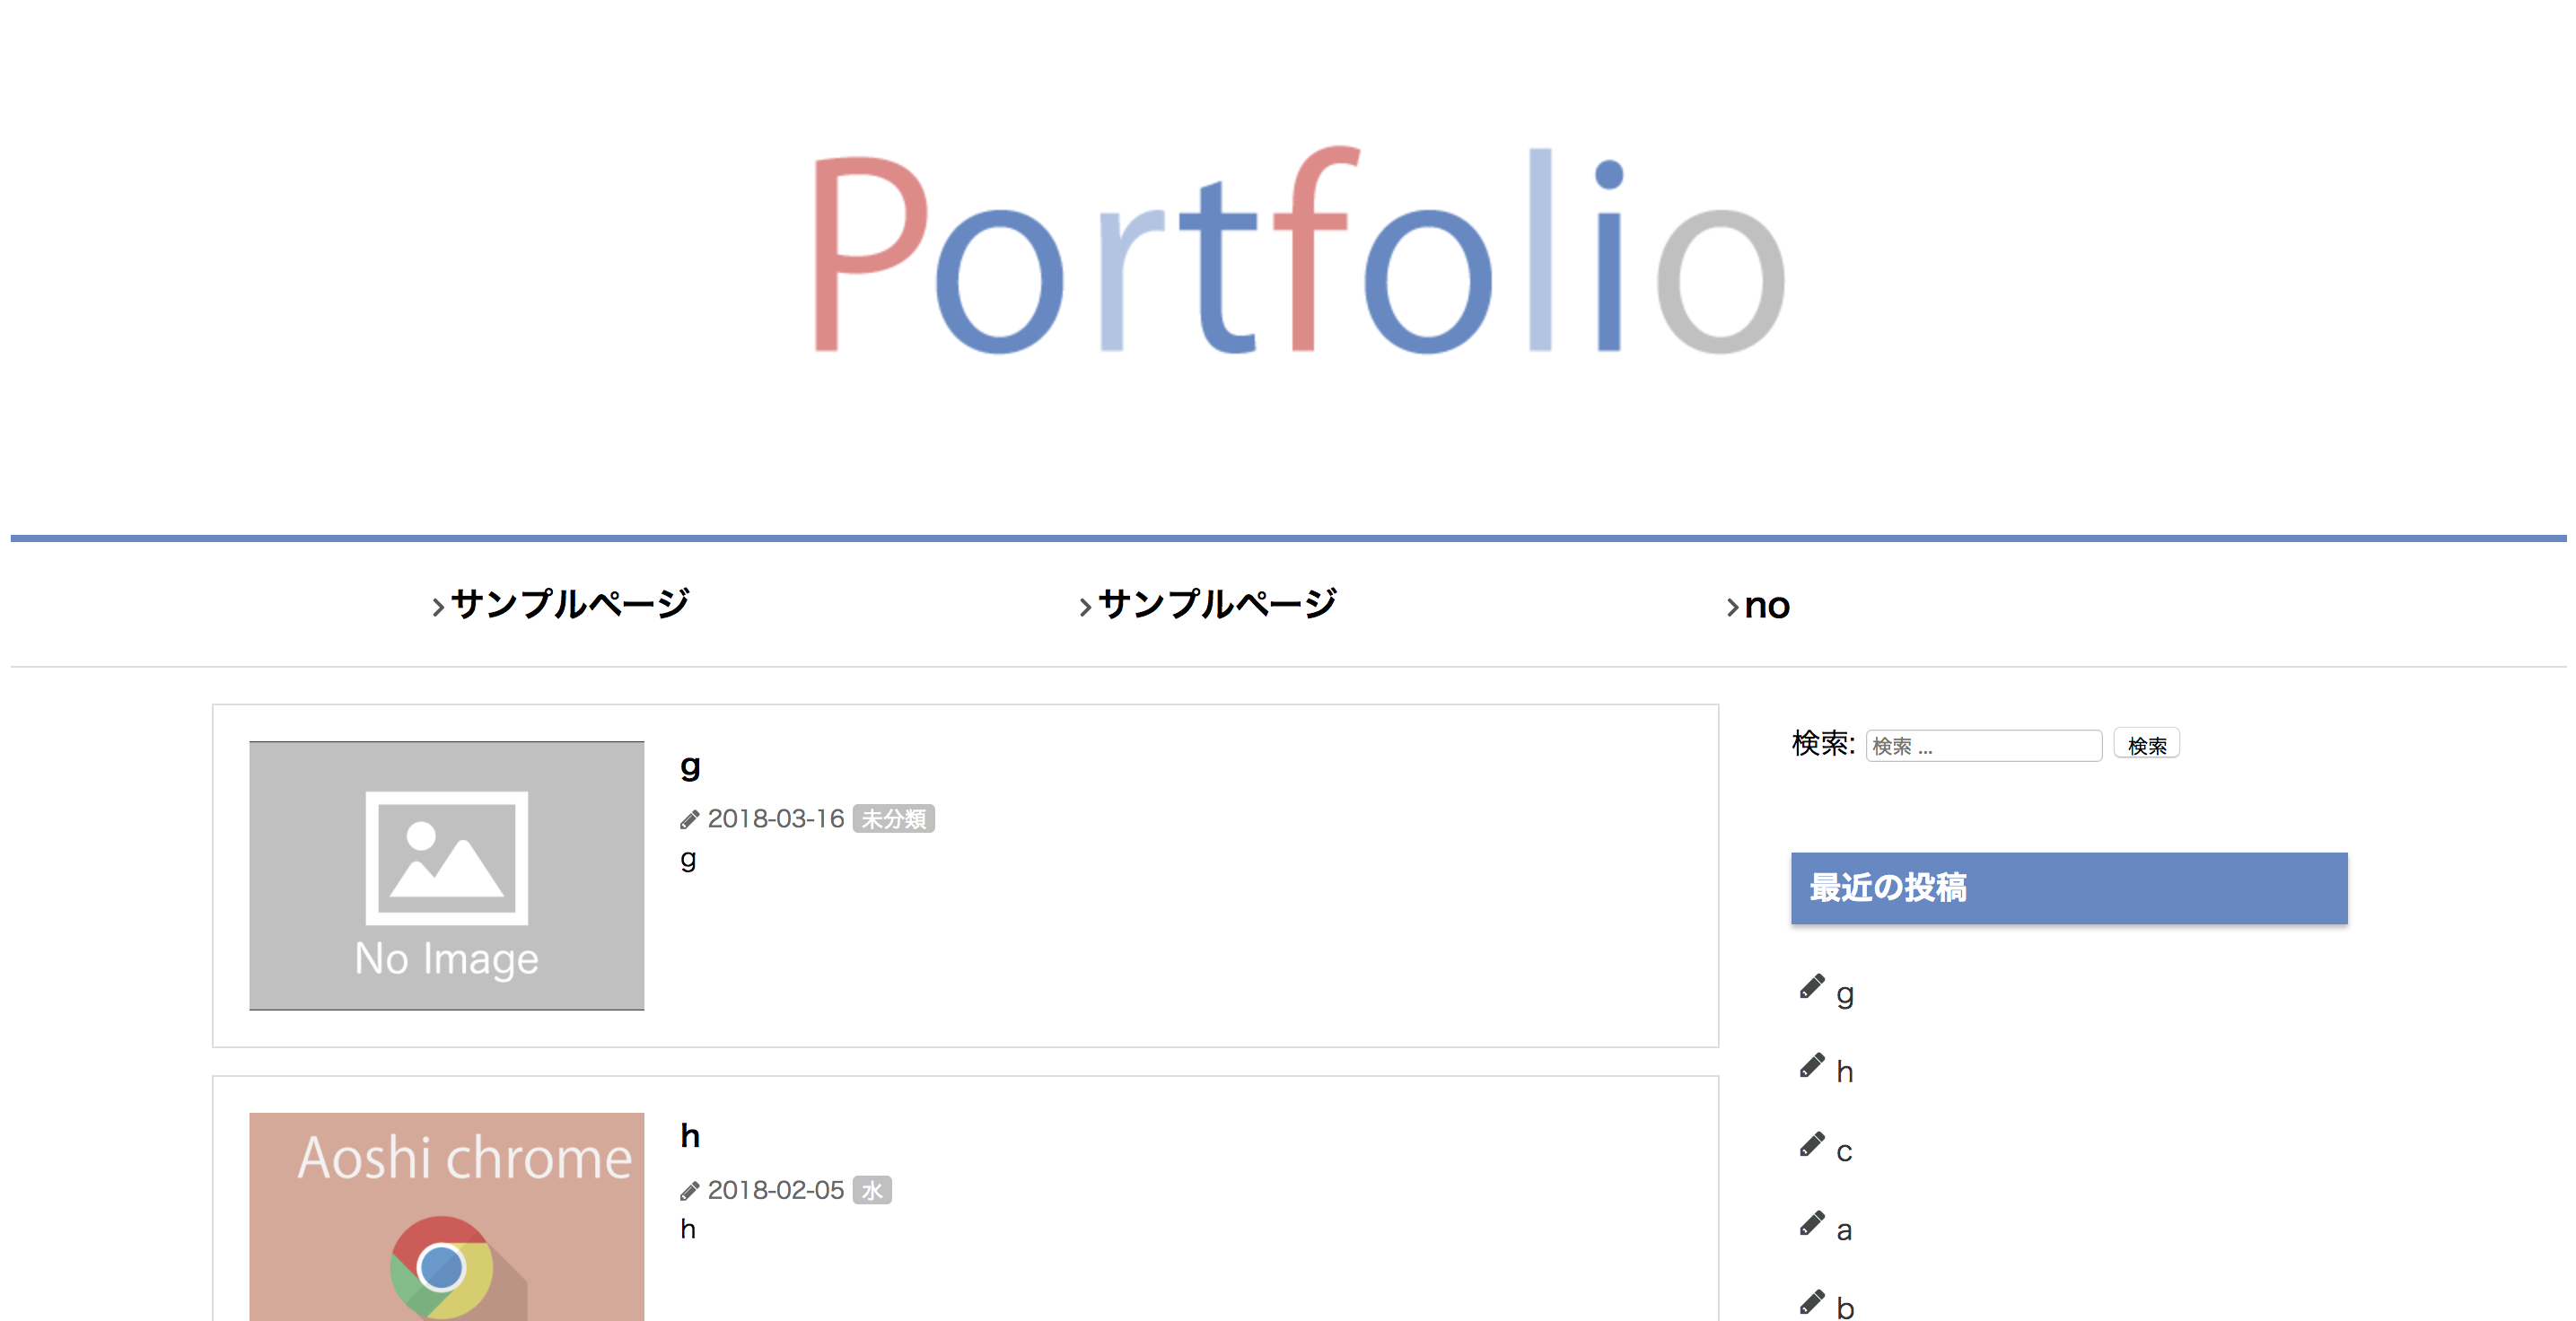 Portfolio
サンプルページ サンプルページ no
No Image
g
2018-03-16 未分類
g
Aoshi chrome
h
2018-02-05 水
h
検索: 検索 ... 検索
最近の投稿
g
h
c
a
b